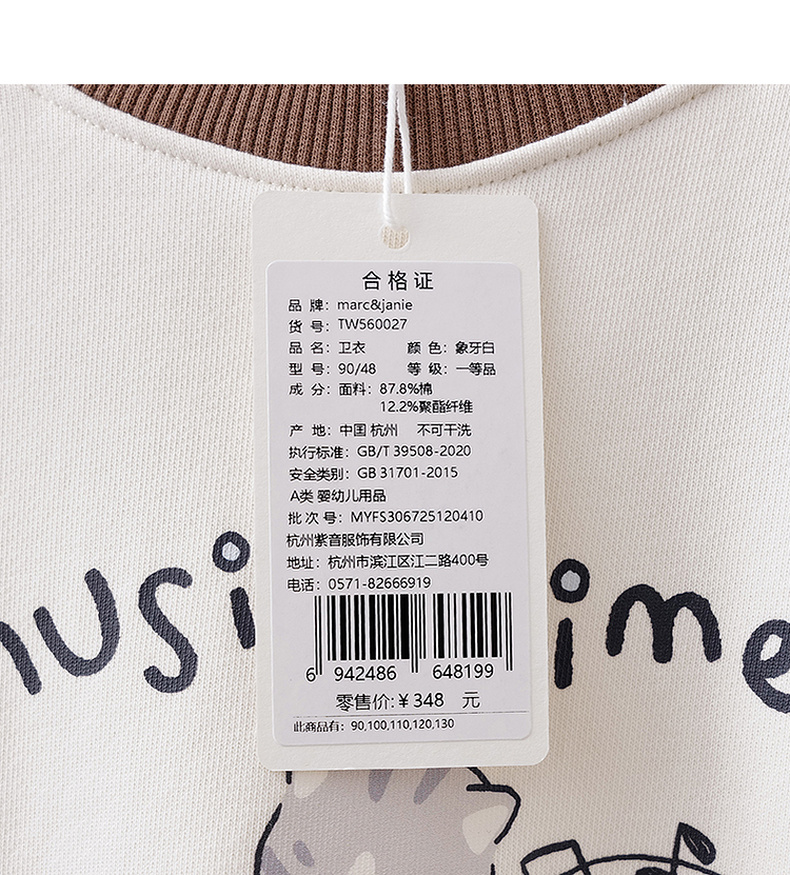 合格证
品 牌：marc&janie
货 号：TW560027
品 名：卫衣 颜 色：象牙白
型 号：90/48 等 级：一等品
成 分：面料：87.8%棉
12.2%聚酯纤维
产 地：中国 杭州 不可干洗
执行标准：GB/T 39508-2020
安全类别：GB 31701-2015
A类 婴幼儿用品
批 次 号：MYFS306725120410
杭州紫音服饰有限公司
地址：杭州市滨江区江二路400号
电话：0571-82666919
6 942486 648199
零售价:￥348 元
此商品有：90,100,110,120,130
usi ime